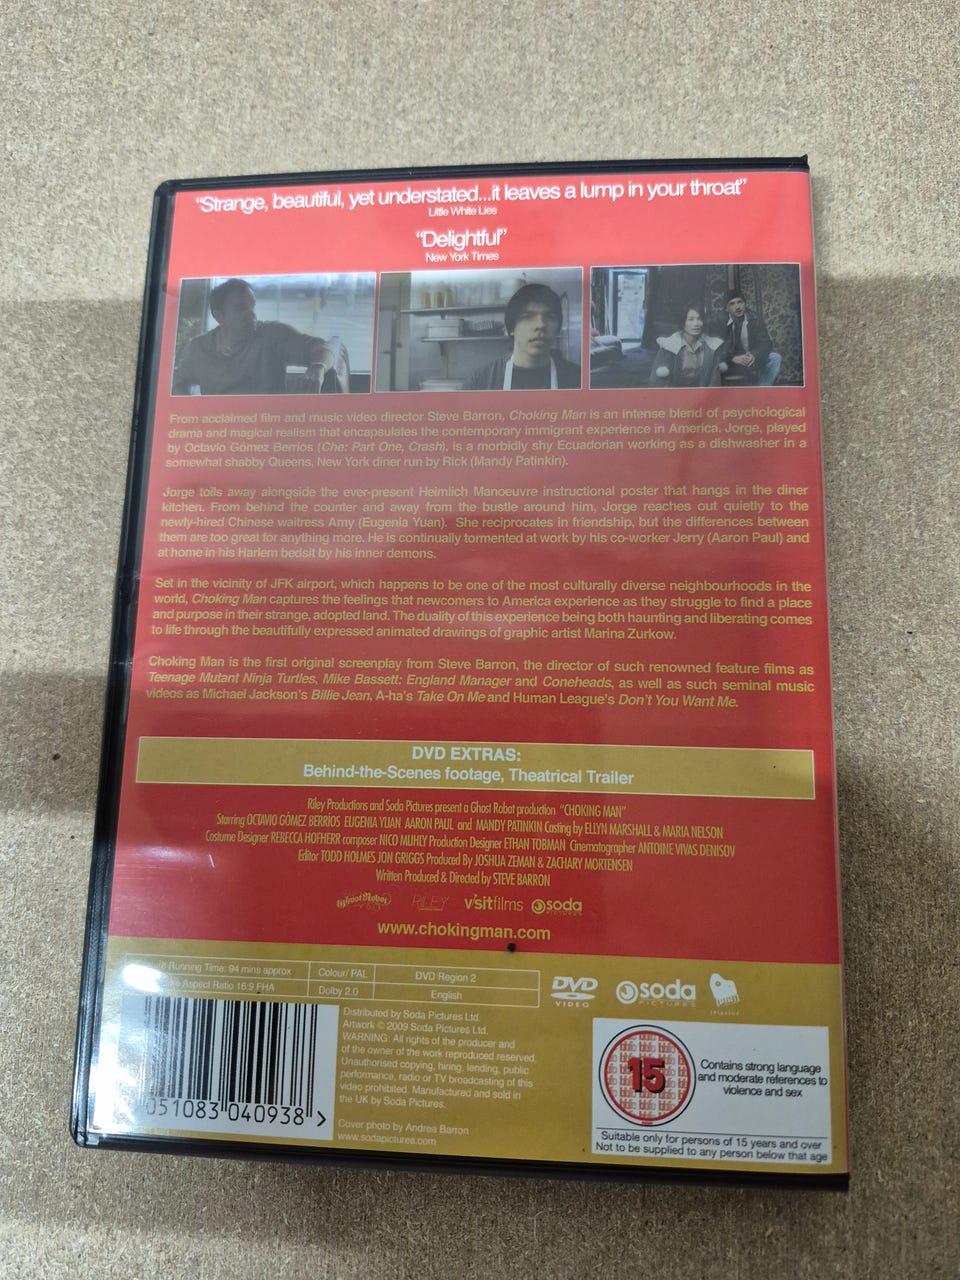 "Strange, beautiful, yet understated...it leaves a lump in your throat"
Little White Lies
"Delightful"
New York Times
From acclaimed film and music video director Steve Barron, Choking Man is an intense blend of psychological
drama and magical realism that encapsulates the contemporary immigrant experience in America. Jorge, played
by Octavio Gómez Berríos (Che: Part One, Crash), is a morbidly shy Ecuadorian working as a dishwasher in a
somewhat shabby Queens, New York diner run by Rick (Mandy Patinkin).
Jorge toils away alongside the ever-present Heimlich Manoeuvre instructional poster that hangs in the diner
kitchen. From behind the counter and away from the bustle around him, Jorge reaches out quietly to the
newly-hired Chinese waitress Amy (Eugenia Yuan). She reciprocates in friendship, but the differences between
them are too great for anything more. He is continually tormented at work by his co-worker Jerry (Aaron Paul) and
at home in his Harlem bedsit by his inner demons.
Set in the vicinity of JFK airport, which happens to be one of the most culturally diverse neighbourhoods in the
world, Choking Man captures the feelings that newcomers to America experience as they struggle to find a place
and purpose in their strange, adopted land. The duality of this experience being both haunting and liberating comes
to life through the beautifully expressed animated drawings of graphic artist Marina Zurkow.
Choking Man is the first original screenplay from Steve Barron, the director of such renowned feature films as
Teenage Mutant Ninja Turtles, Mike Bassett: England Manager and Coneheads, as well as such seminal music
videos as Michael Jackson's Billie Jean, A-ha's Take On Me and Human League's Don't You Want Me.
DVD EXTRAS:
Behind-the-Scenes footage, Theatrical Trailer
Riley Productions and Soda Pictures present a Ghost Robot production "CHOKING MAN"
Starring OCTAVIO GÓMEZ BERRÍOS EUGENIA YUAN AARON PAUL and MANDY PATINKIN Casting by ELLYN MARSHALL & MARIA NELSON
Costume Designer REBECCA HOFHERR composer NICO MUHLY Production Designer ETHAN TOBMAN Cinematographer ANTOINE VIVAS DENISOV
Editor TODD HOLMES JON GRIGGS Produced By JOSHUA ZEMAN & ZACHARY MORTENSEN
Written Produced & Directed by STEVE BARRON
Ghost Robot RILEY visitfilms soda PICTURES
www.chokingman.com
Running Time: 94 mins approx Colour/ PAL DVD Region 2
Aspect Ratio 16:9 FHA Dolby 2.0 English
DVD VIDEO soda PICTURES
Distributed by Soda Pictures Ltd.
Artwork © 2009 Soda Pictures Ltd.
WARNING: All rights of the producer and
of the owner of the work reproduced reserved.
Unauthorised copying, hiring, lending, public
performance, radio or TV broadcasting of this
video prohibited. Manufactured and sold in
the UK by Soda Pictures.
Cover photo by Andrea Barron
www.sodapictures.com
051083 040938 >
15
Contains strong language
and moderate references to
violence and sex
Suitable only for persons of 15 years and over
Not to be supplied to any person below that age